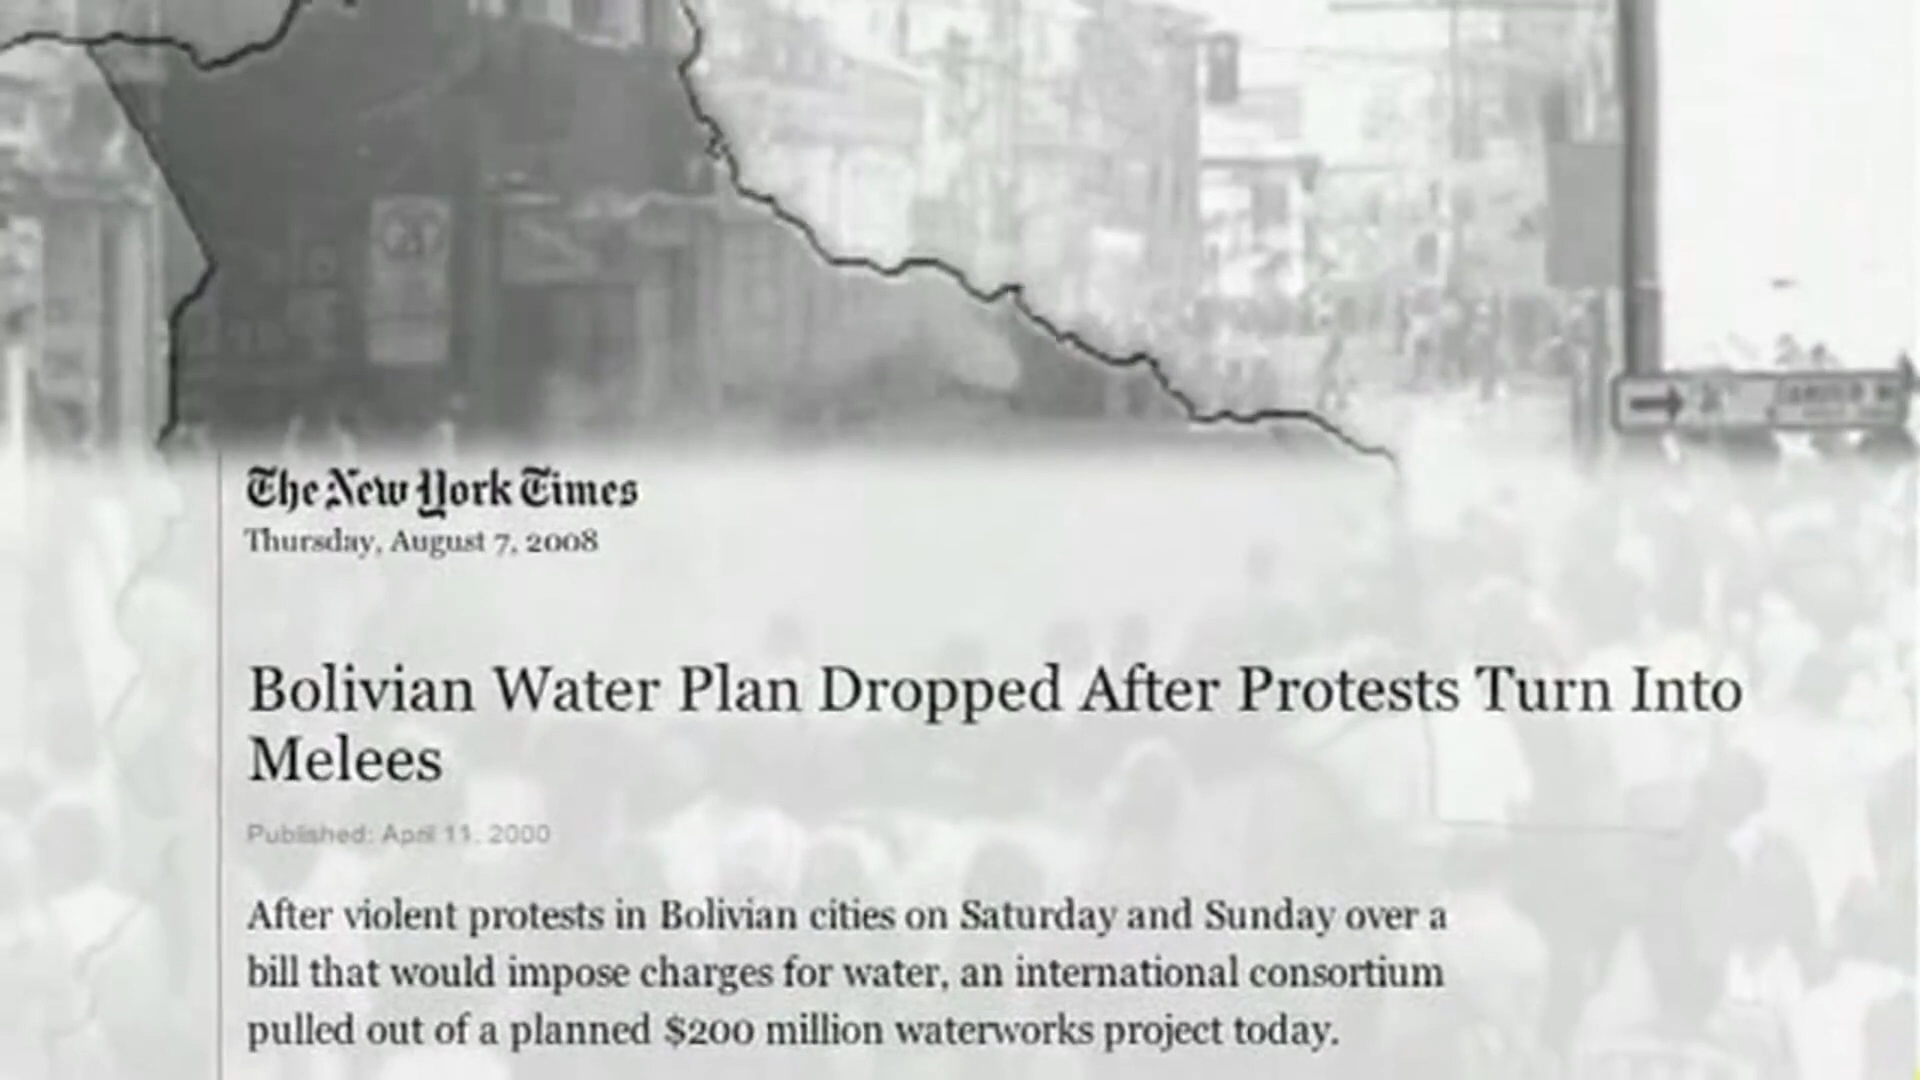 The New York Times
Thursday, August 7, 2008
Bolivian Water Plan Dropped After Protests Turn Into
Melees
Published: April 11, 2000
After violent protests in Bolivian cities on Saturday and Sunday over a
bill that would impose charges for water, an international consortium
pulled out of a planned $200 million waterworks project today.